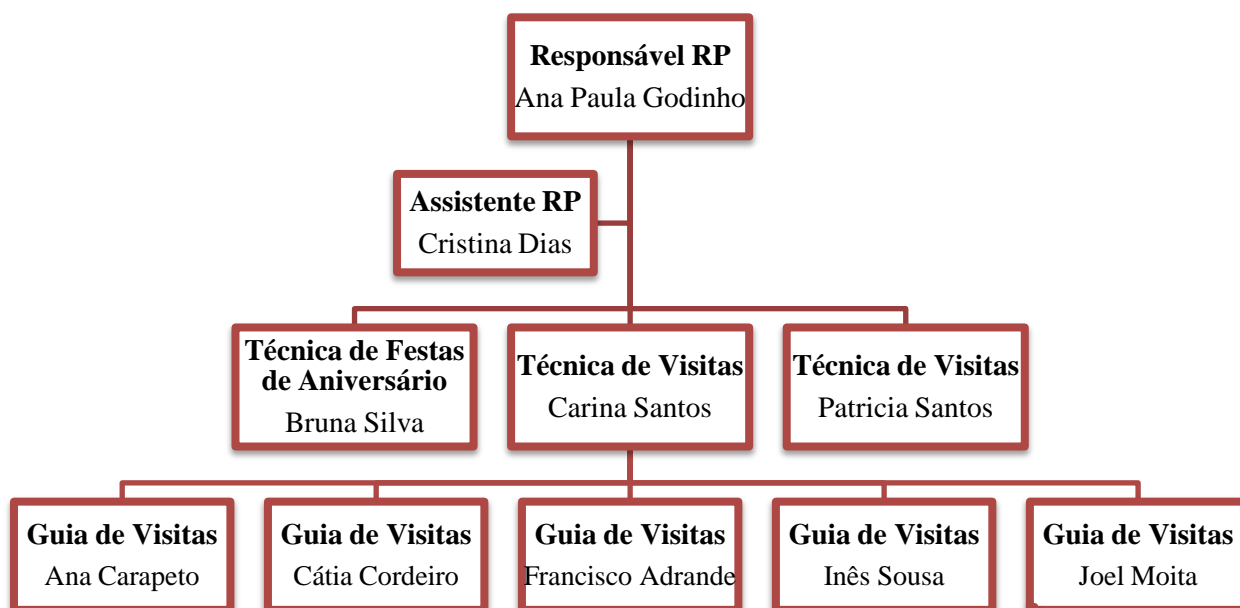 Responsável RP
Ana Paula Godinho
Assistente RP
Cristina Dias
Técnica de Festas
de Aniversário
Bruna Silva
Técnica de Visitas
Carina Santos
Técnica de Visitas
Patricia Santos
Guia de Visitas
Ana Carapeto
Guia de Visitas
Cátia Cordeiro
Guia de Visitas
Francisco Adrande
Guia de Visitas
Inês Sousa
Guia de Visitas
Joel Moita